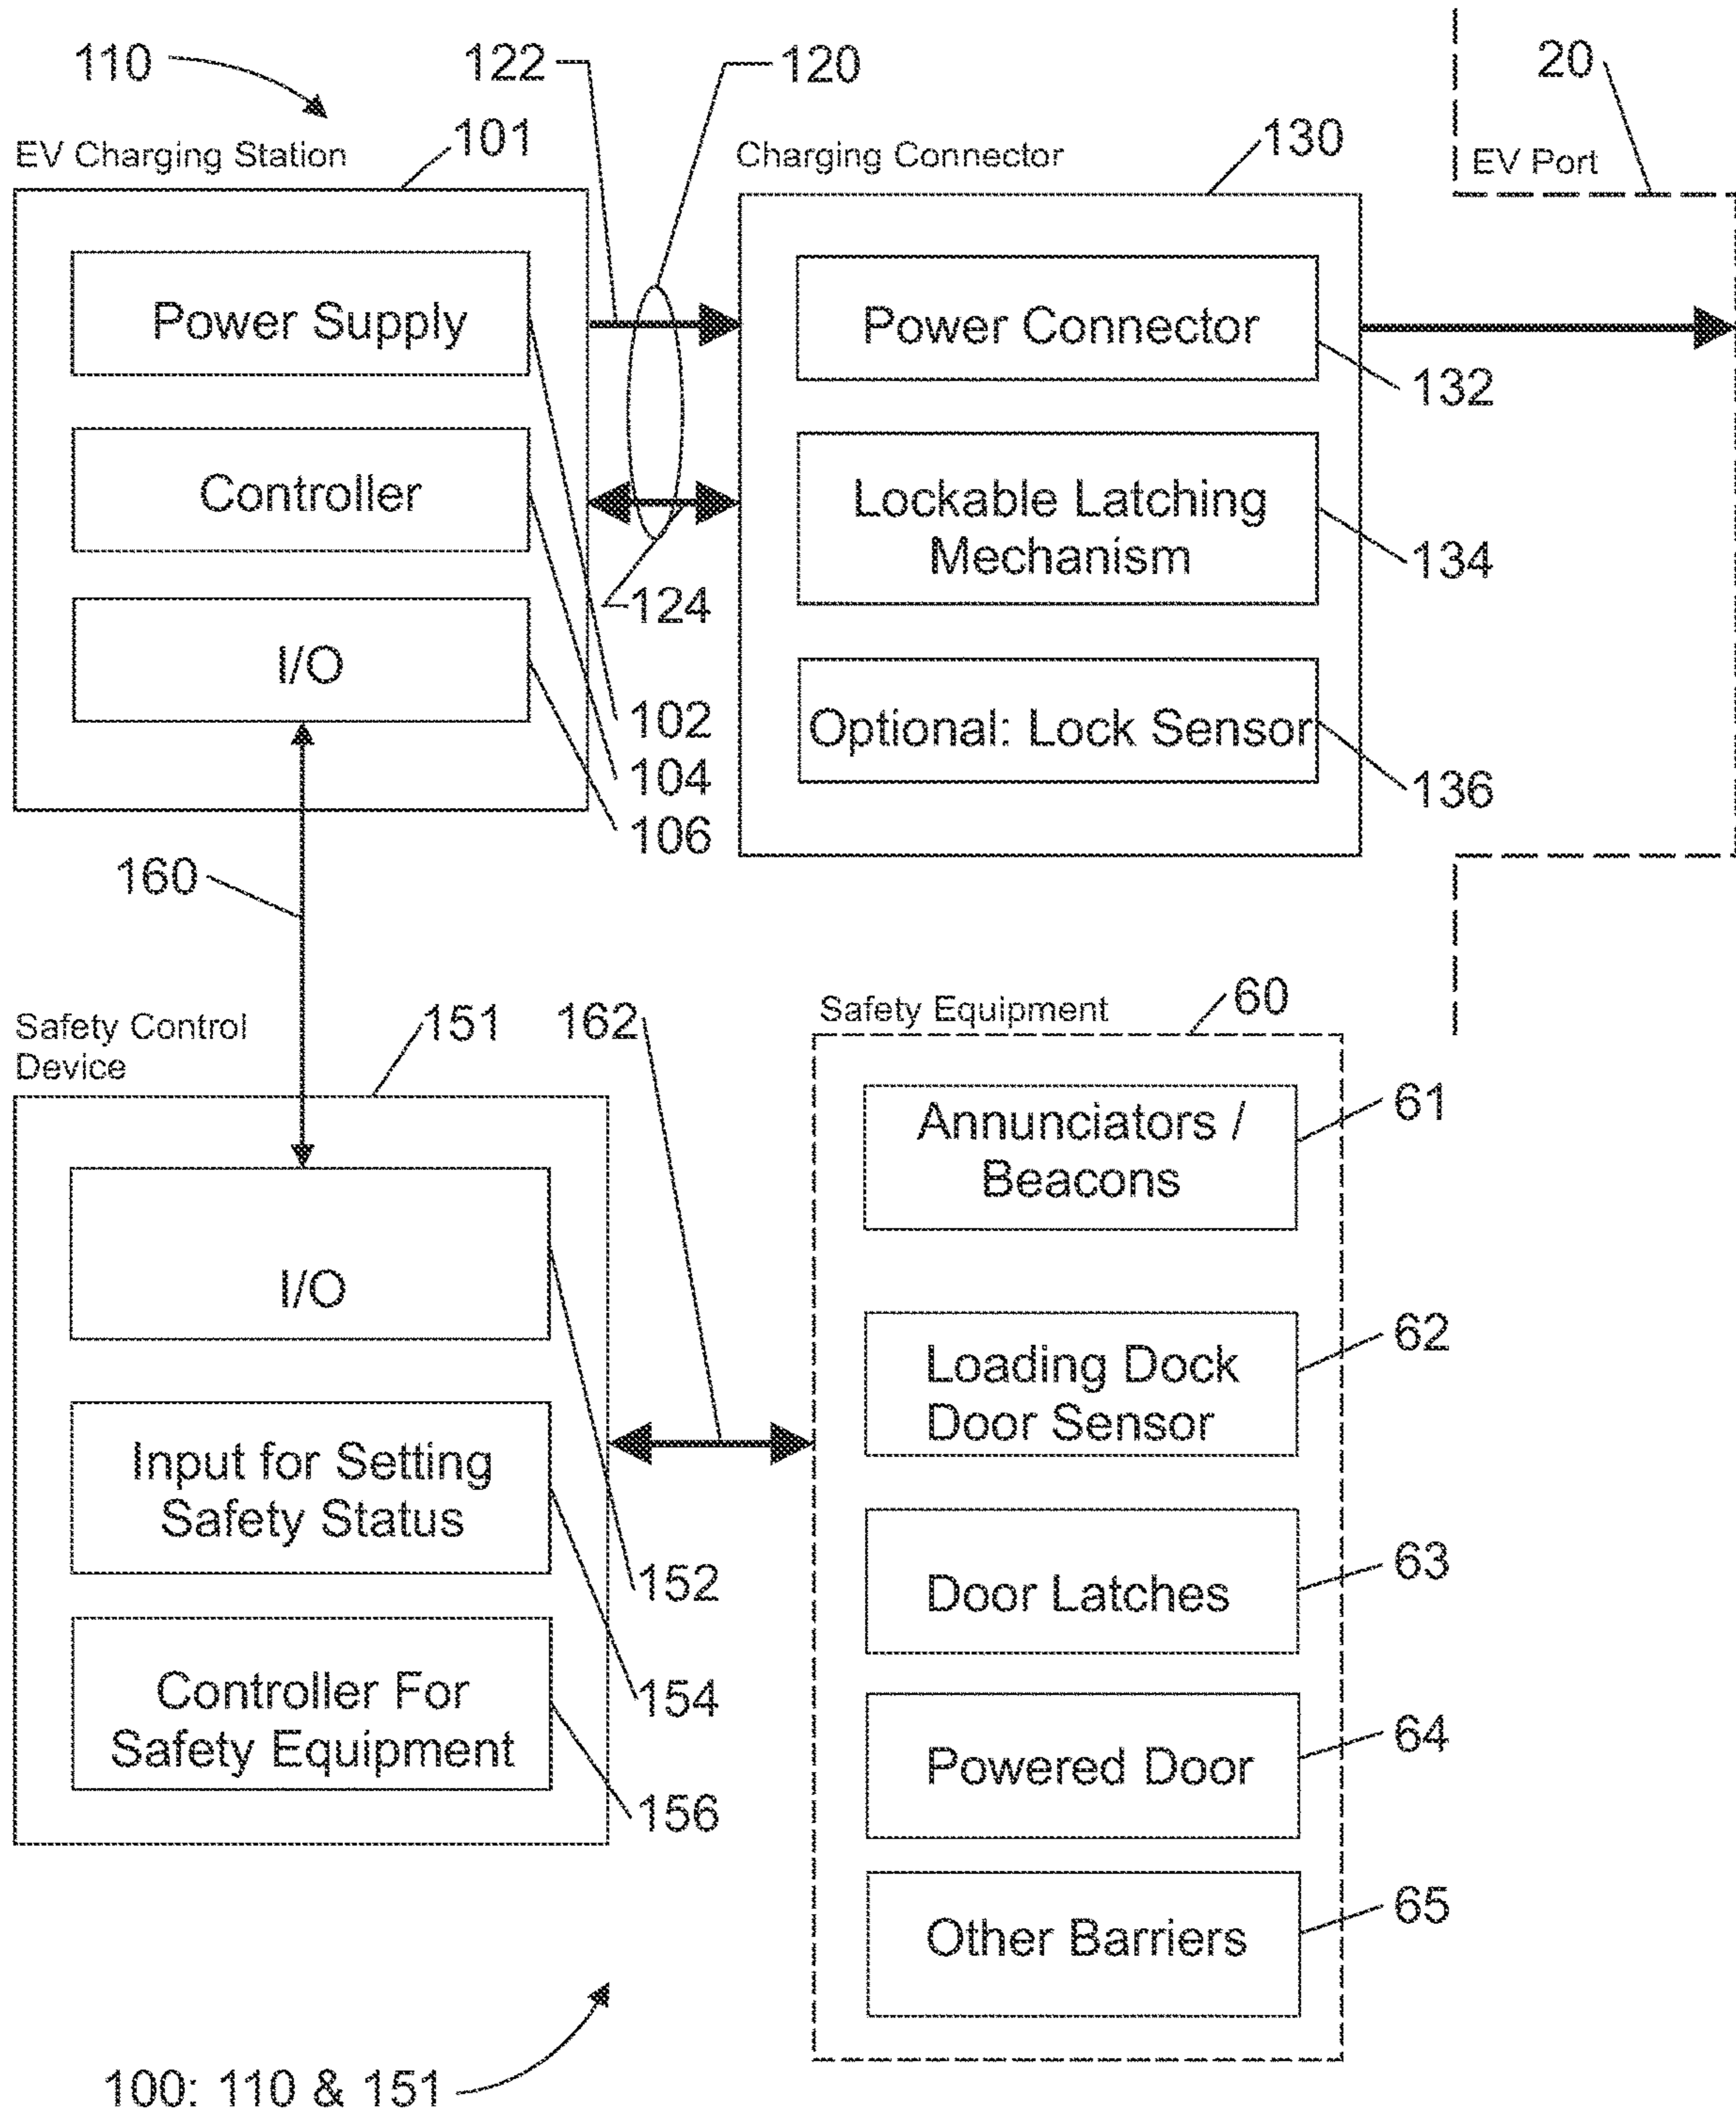 110
122
120
20
EV Charging Station
101
Charging Connector
130
EV Port
Power Supply
Controller
I/O
124
102
104
106
Power Connector
132
Lockable Latching
Mechanism
134
Optional: Lock Sensor
136
160
Safety Control
Device
151
162
Safety Equipment
60
I/O
Input for Setting
Safety Status
Controller For
Safety Equipment
152
154
156
Annunciators /
Beacons
61
Loading Dock
Door Sensor
62
Door Latches
63
Powered Door
64
Other Barriers
65
100: 110 & 151